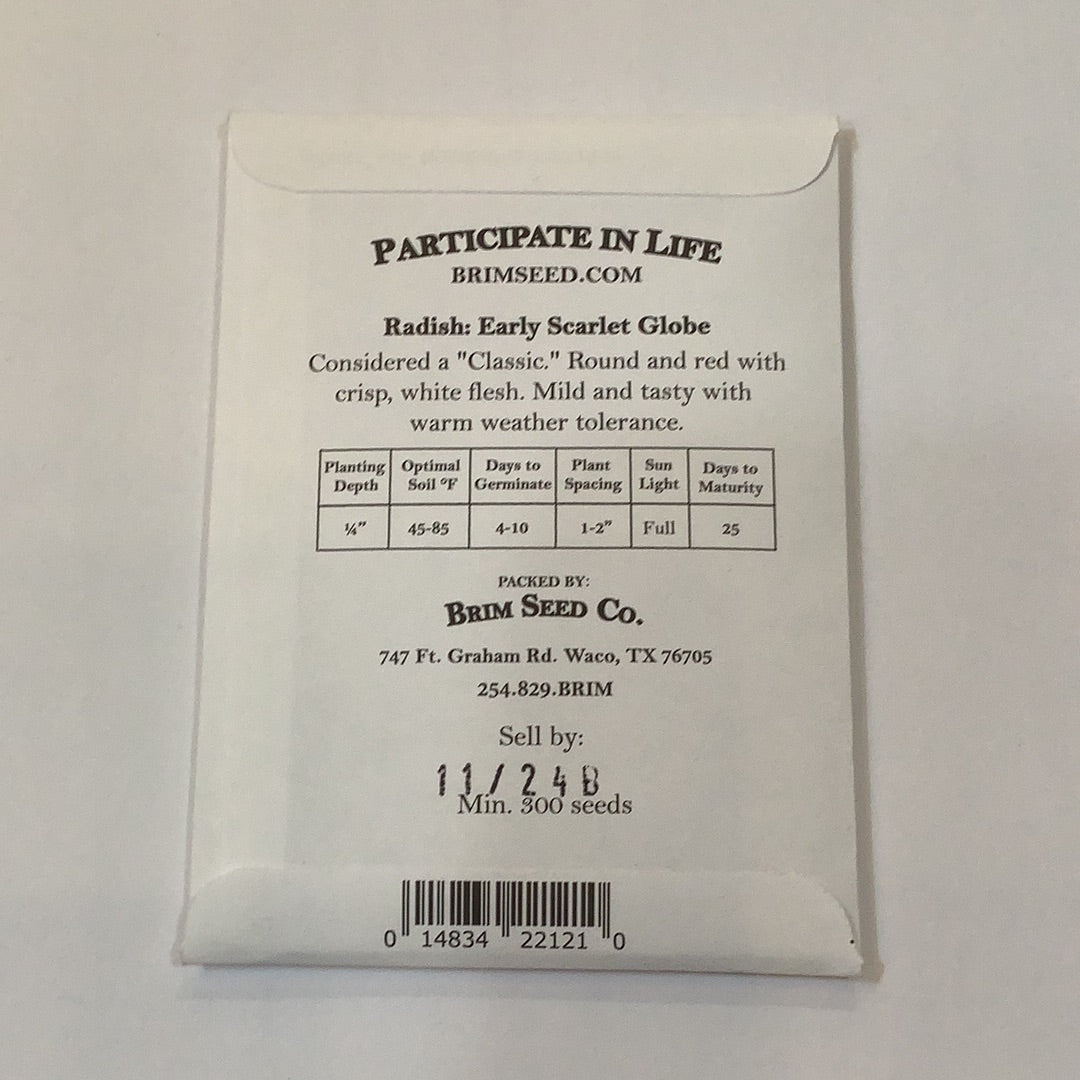 PARTICIPATE IN LIFE
BRIMSEED.COM
Radish: Early Scarlet Globe
Considered a "Classic." Round and red with
crisp, white flesh. Mild and tasty with
warm weather tolerance.
Planting Depth Optimal Soil °F Days to Germinate Plant Spacing Sun Light Days to Maturity
¼” 45-85 4-10 1-2” Full 25
PACKED BY:
BRIM SEED CO.
747 Ft. Graham Rd. Waco, TX 76705
254.829.BRIM
Sell by:
11/24B
Min. 300 seeds
0 14834 22121 0